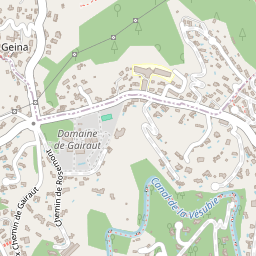 Geina
Domaine
de Gairaut
Chemin de Rosemont
x Chemin de Gairaut
Canal de la Vésubie